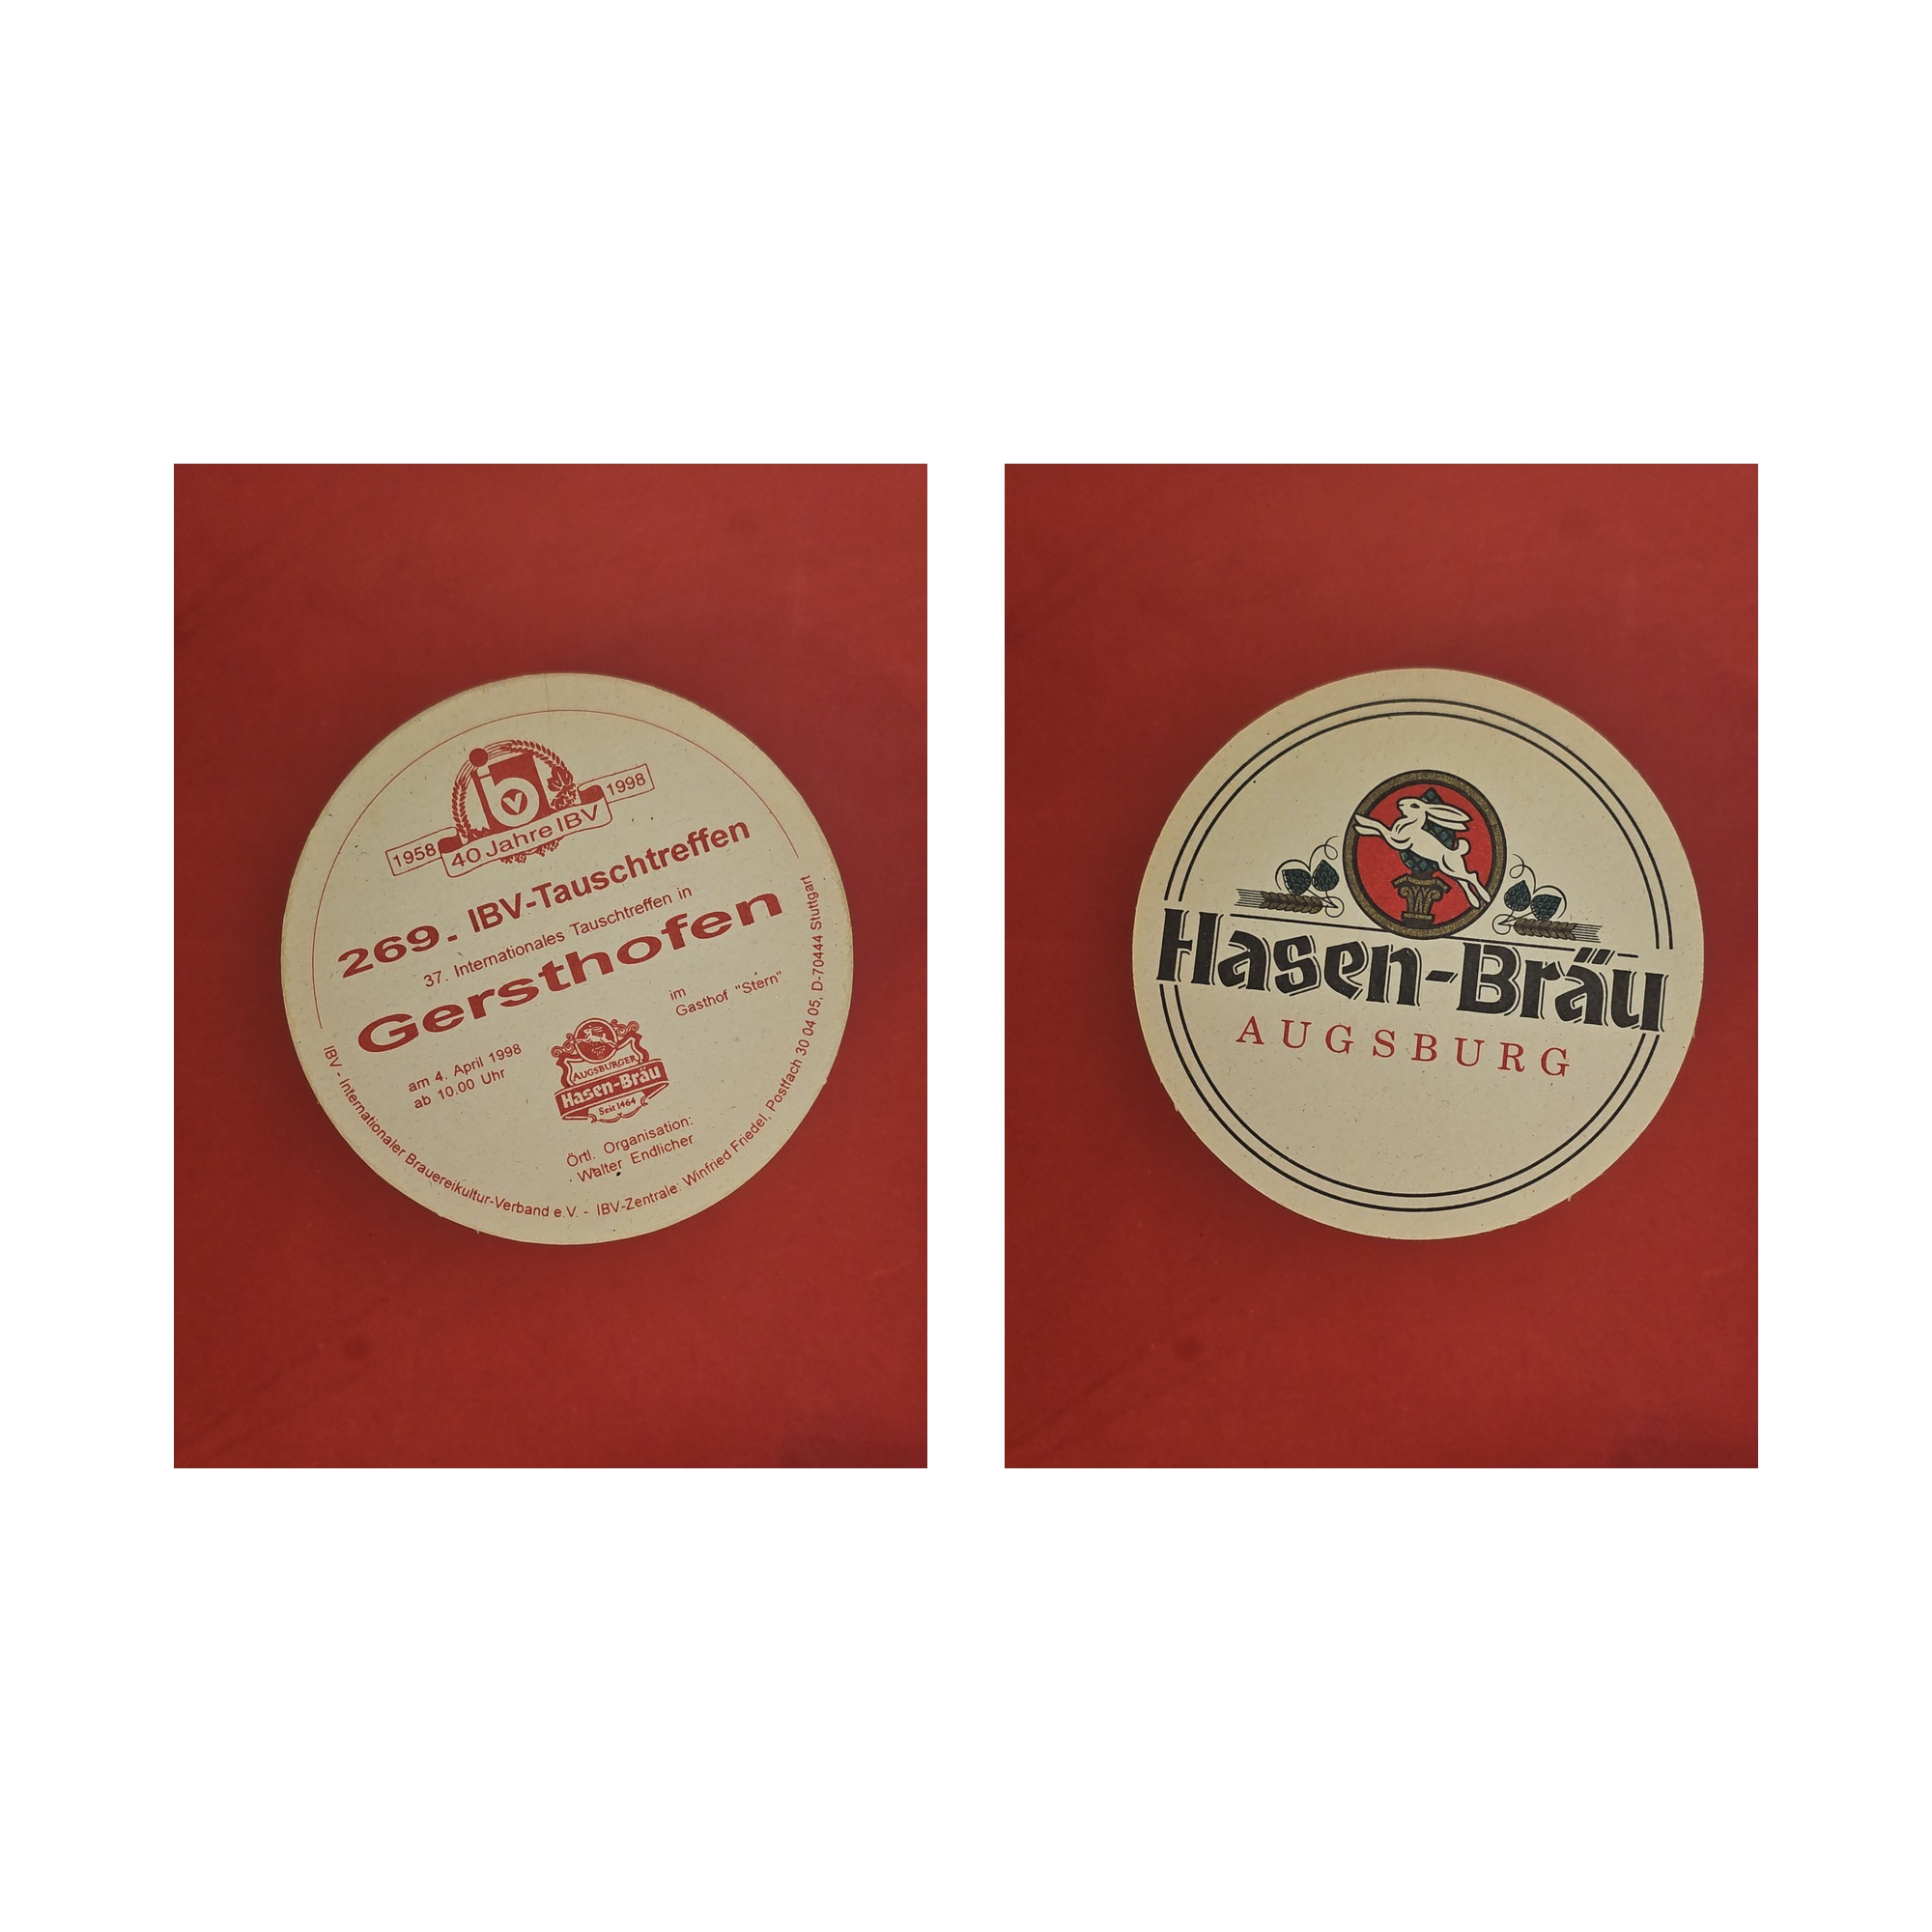 1958 40 Jahre IBV 1998
ibv
269. IBV-Tauschtreffen
37. Internationales Tauschtreffen in
Gersthofen
im
Gasthof "Stern"
am 4. April 1998
ab 10.00 Uhr
AUGSBURGER
Hasen-Bräu
Seit 1464
Örtl. Organisation:
Walter Endlicher
IBV - Internationaler Brauereikultur-Verband e.V. - IBV-Zentrale: Winfried Friedel, Postfach 30 04 05, D-70444 Stuttgart
Hasen-Bräu
AUGSBURG